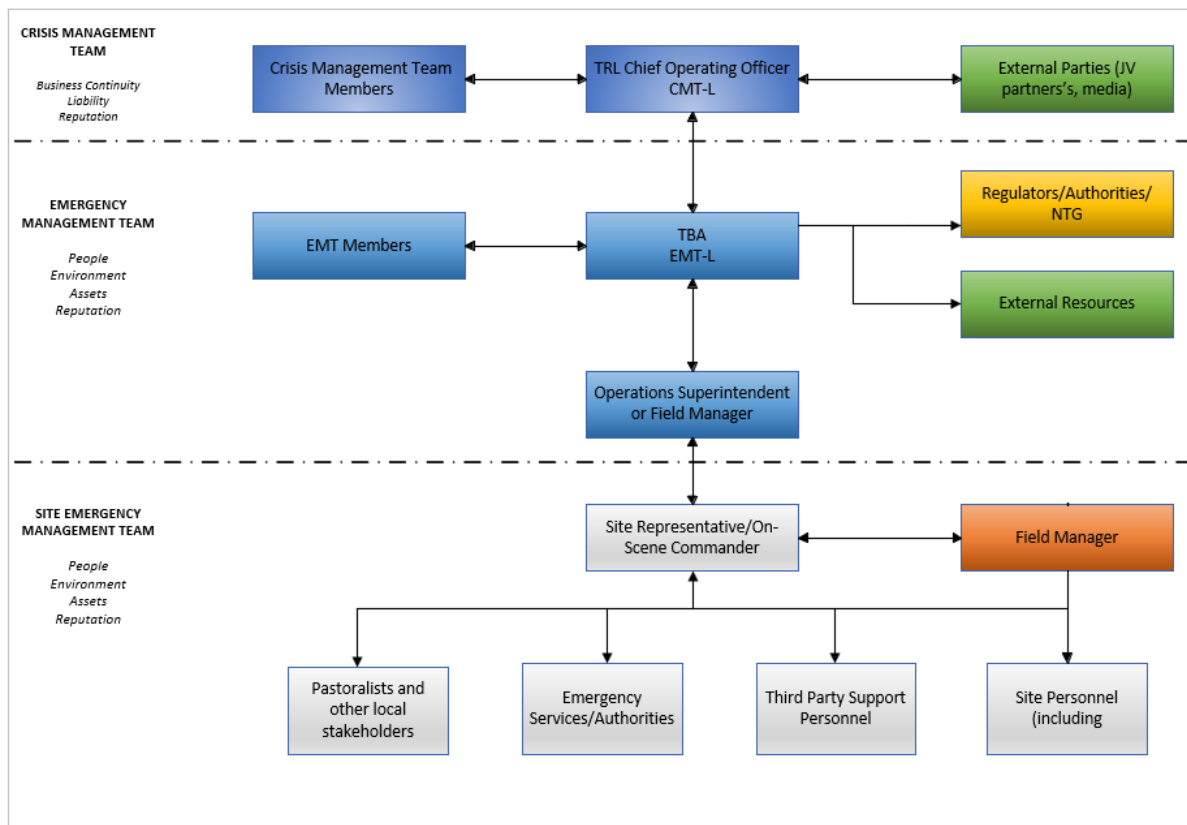 CRISIS MANAGEMENT
TEAM
Business Continuity
Liability
Reputation
Crisis Management Team
Members
TRL Chief Operating Officer
CMT-L
External Parties (JV
partners's, media)
EMERGENCY
MANAGEMENT TEAM
People
Environment
Assets
Reputation
EMT Members
TBA
EMT-L
Regulators/Authorities/
NTG
External Resources
Operations Superintendent
or Field Manager
SITE EMERGENCY
MANAGEMENT TEAM
People
Environment
Assets
Reputation
Site Representative/On-
Scene Commander
Field Manager
Pastoralists and
other local
stakeholders
Emergency
Services/Authorities
Third Party Support
Personnel
Site Personnel
(including